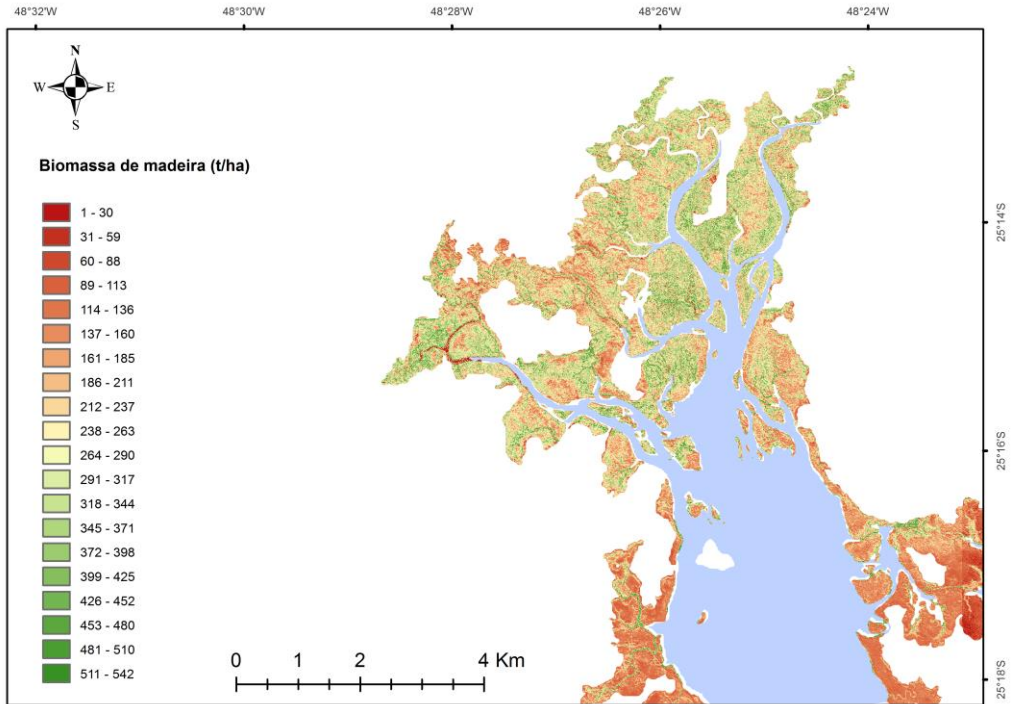 48°32'W 48°30'W 48°28'W 48°26'W 48°24'W
N
W E
S
Biomassa de madeira (t/ha)
1 - 30
31 - 59
60 - 88
89 - 113
114 - 136
137 - 160
161 - 185
186 - 211
212 - 237
238 - 263
264 - 290
291 - 317
318 - 344
345 - 371
372 - 398
399 - 425
426 - 452
453 - 480
481 - 510
511 - 542
0 1 2 4 Km
25°14'S
25°16'S
25°18'S